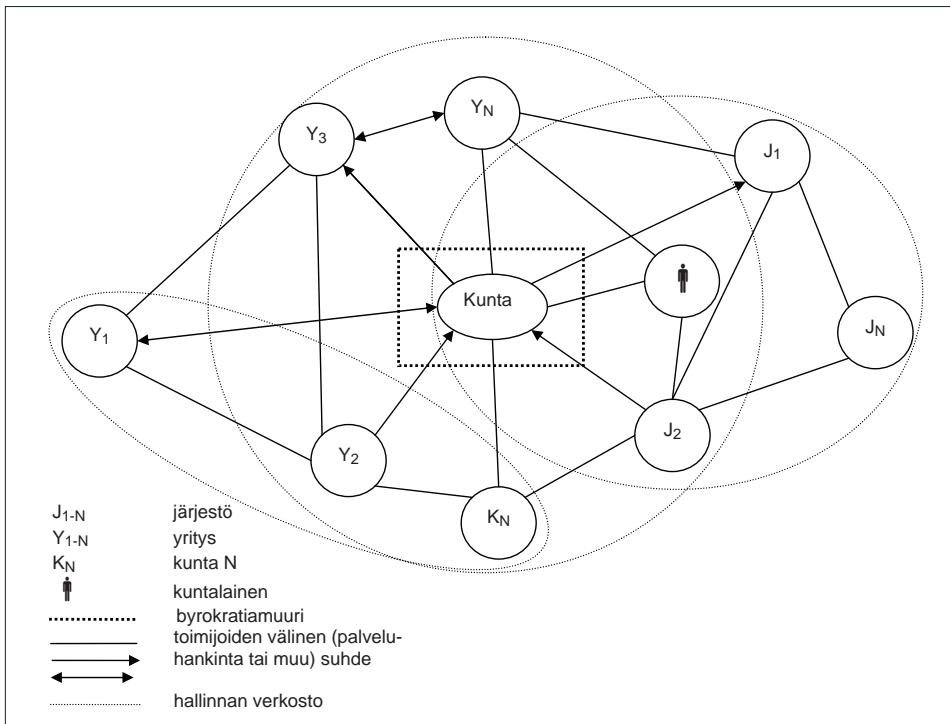 Y3
YN
J1
Kunta
Y1
JN
Y2
J2
KN
J1-N järjestö
Y1-N yritys
KN kunta N
kuntalainen
byrokratiamuuri
toimijoiden välinen (palvelu-
hankinta tai muu) suhde
hallinnan verkosto